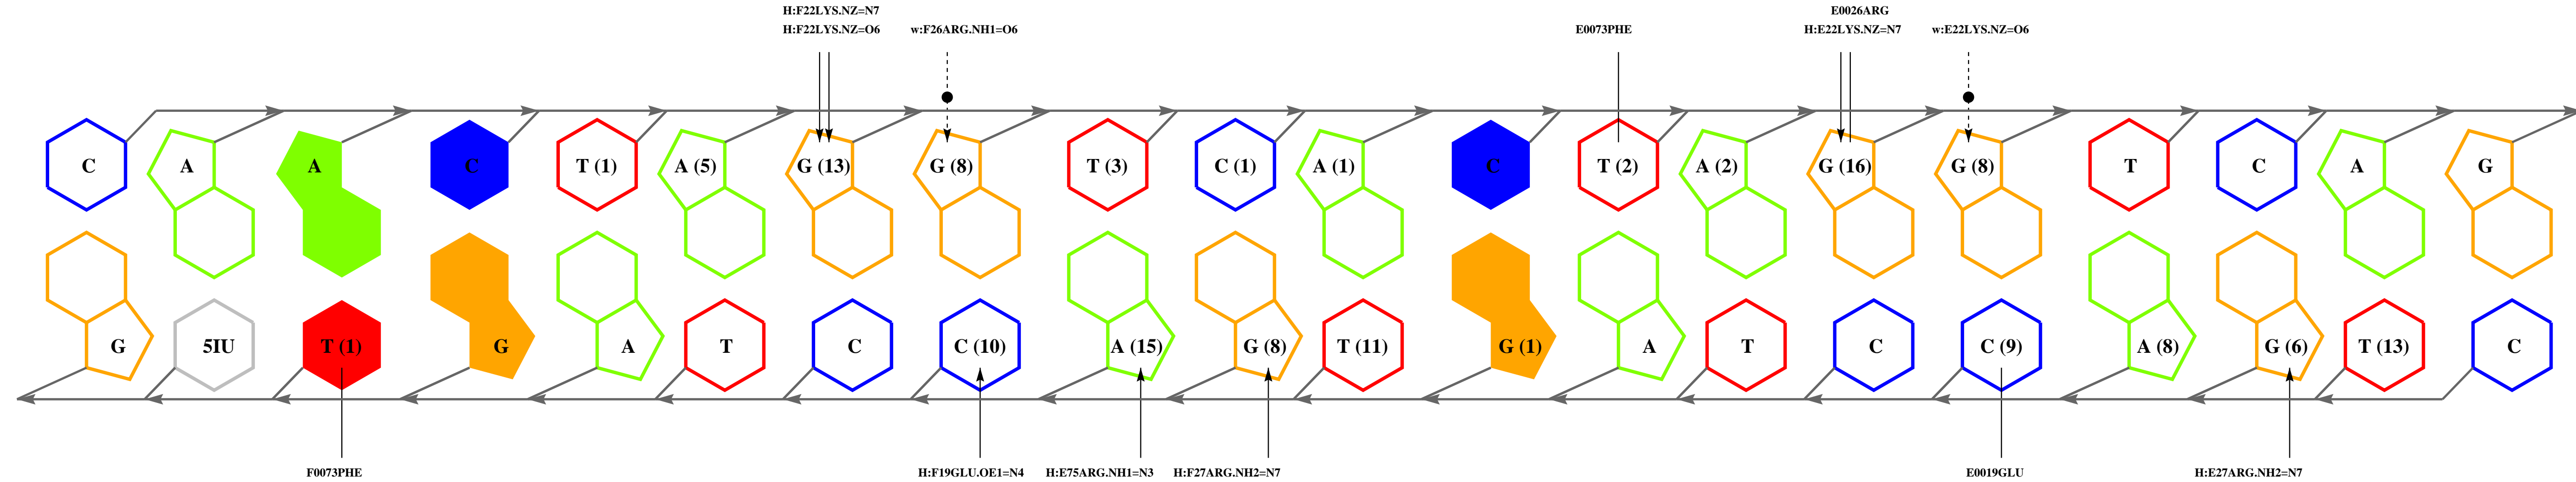 H:F22LYS.NZ=N7 E0026ARG
H:F22LYS.NZ=O6 w:F26ARG.NH1=O6 E0073PHE H:E22LYS.NZ=N7 w:E22LYS.NZ=O6
C A A C T (1) A (5) G (13) G (8) T (3) C (1) A (1) C T (2) A (2) G (16) G (8) T C A G
G 5IU T (1) G A T C C (10) A (15) G (8) T (11) G (1) A T C C (9) A (8) G (6) T (13) C
F0073PHE H:F19GLU.OE1=N4 H:E75ARG.NH1=N3 H:F27ARG.NH2=N7 E0019GLU H:E27ARG.NH2=N7